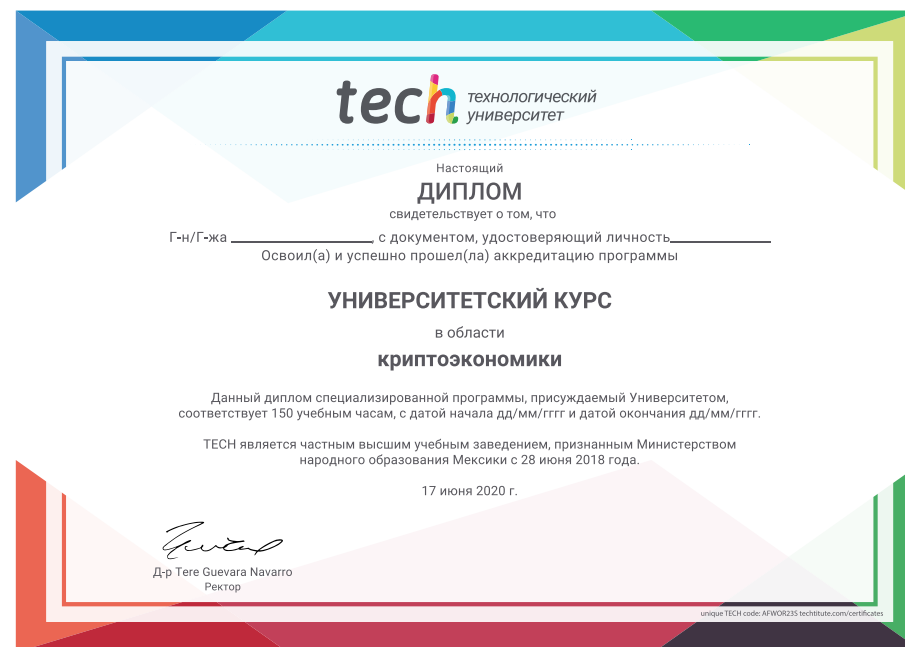 tech технологический
университет
Настоящий
ДИПЛОМ
свидетельствует о том, что
Г-н/Г-жа ____________________, с документом, удостоверяющий личность______________
Освоил(а) и успешно прошел(ла) аккредитацию программы
УНИВЕРСИТЕТСКИЙ КУРС
в области
криптоэкономики
Данный диплом специализированной программы, присуждаемый Университетом,
соответствует 150 учебным часам, с датой начала дд/мм/гггг и датой окончания дд/мм/гггг.
TECH является частным высшим учебным заведением, признанным Министерством
народного образования Мексики с 28 июня 2018 года.
17 июня 2020 г.
Д-р Tere Guevara Navarro
Ректор
unique TECH code: AFWOR23S techtitute.com/certificates